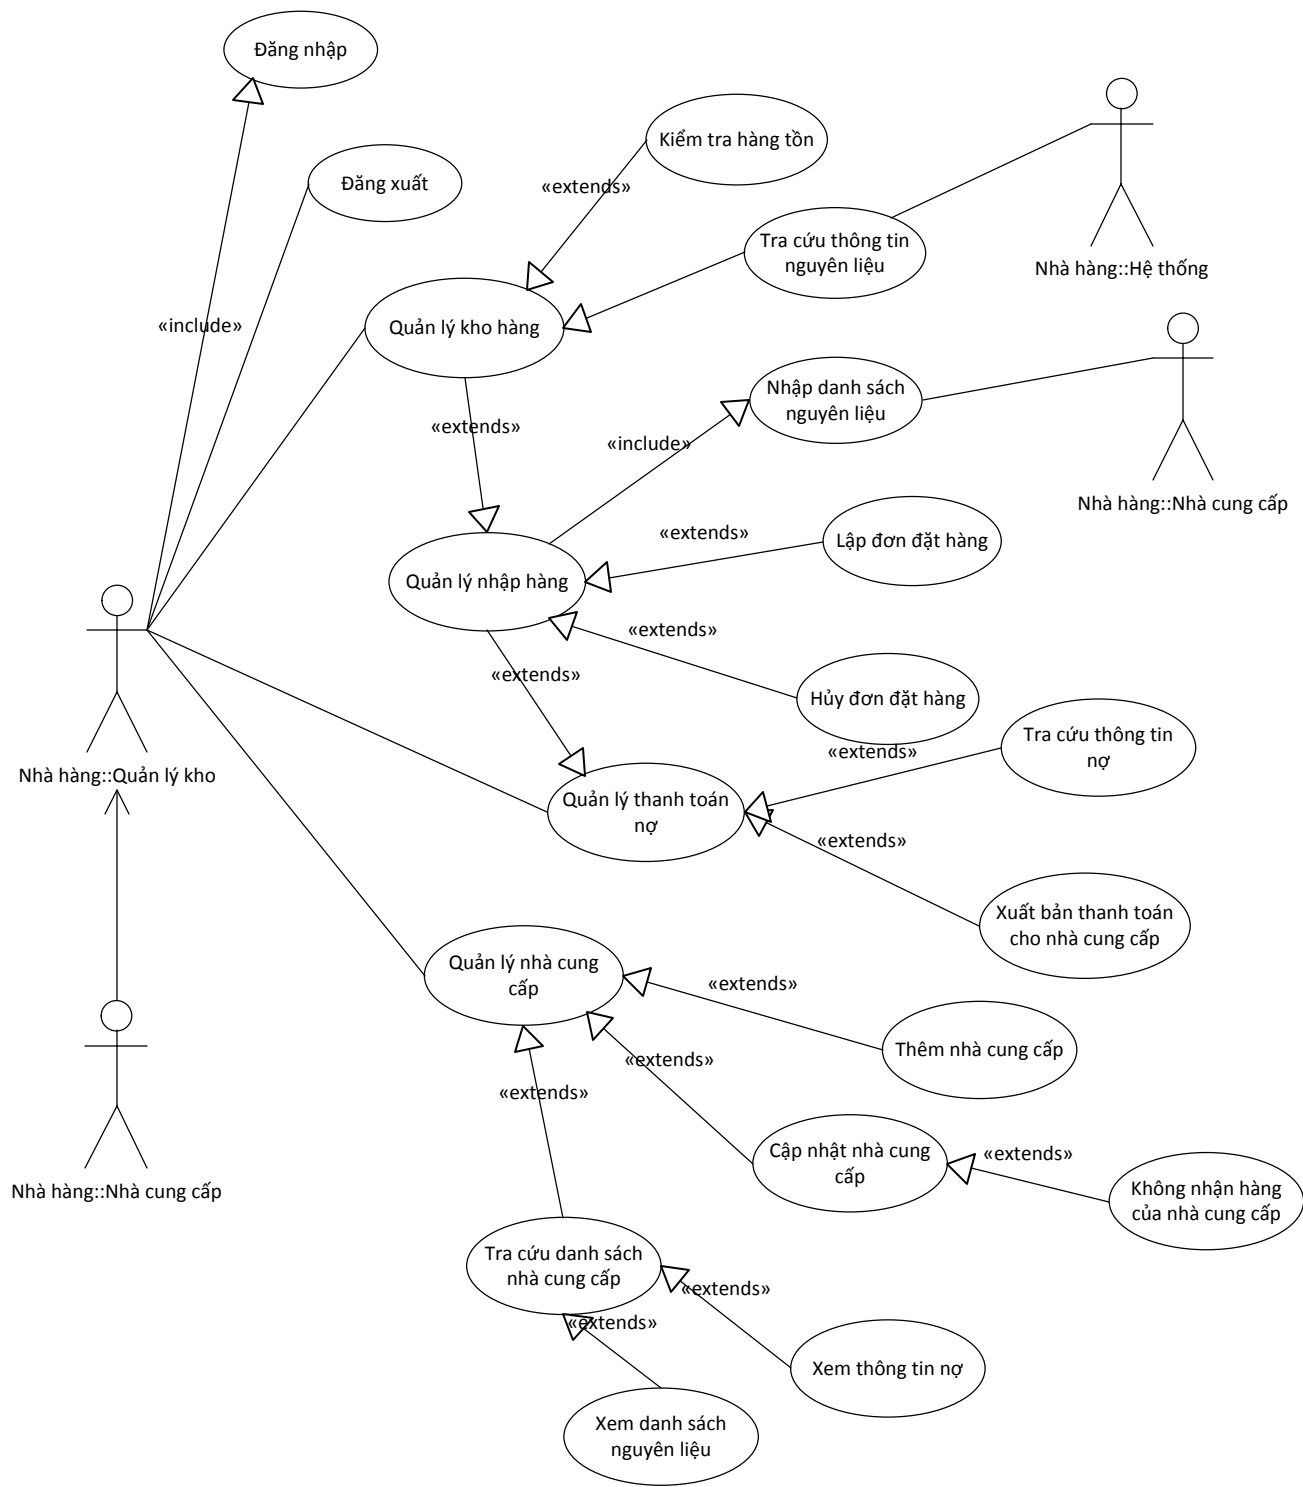 Đăng nhập
Kiểm tra hàng tồn
Đăng xuất
«extends»
Tra cứu thông tin
nguyên liệu
Nhà hàng::Hệ thống
«include»
Quản lý kho hàng
Nhập danh sách
nguyên liệu
«extends»
«include»
Nhà hàng::Nhà cung cấp
«extends»
Lập đơn đặt hàng
Quản lý nhập hàng
«extends»
«extends»
Hủy đơn đặt hàng
Tra cứu thông tin
nợ
«extends»
Nhà hàng::Quản lý kho
Quản lý thanh toán
nợ
«extends»
Xuất bản thanh toán
cho nhà cung cấp
Quản lý nhà cung
cấp
«extends»
Thêm nhà cung cấp
«extends»
«extends»
Cập nhật nhà cung
cấp
«extends»
Không nhận hàng
của nhà cung cấp
Nhà hàng::Nhà cung cấp
Tra cứu danh sách
nhà cung cấp
«extends»
«extends»
Xem thông tin nợ
Xem danh sách
nguyên liệu